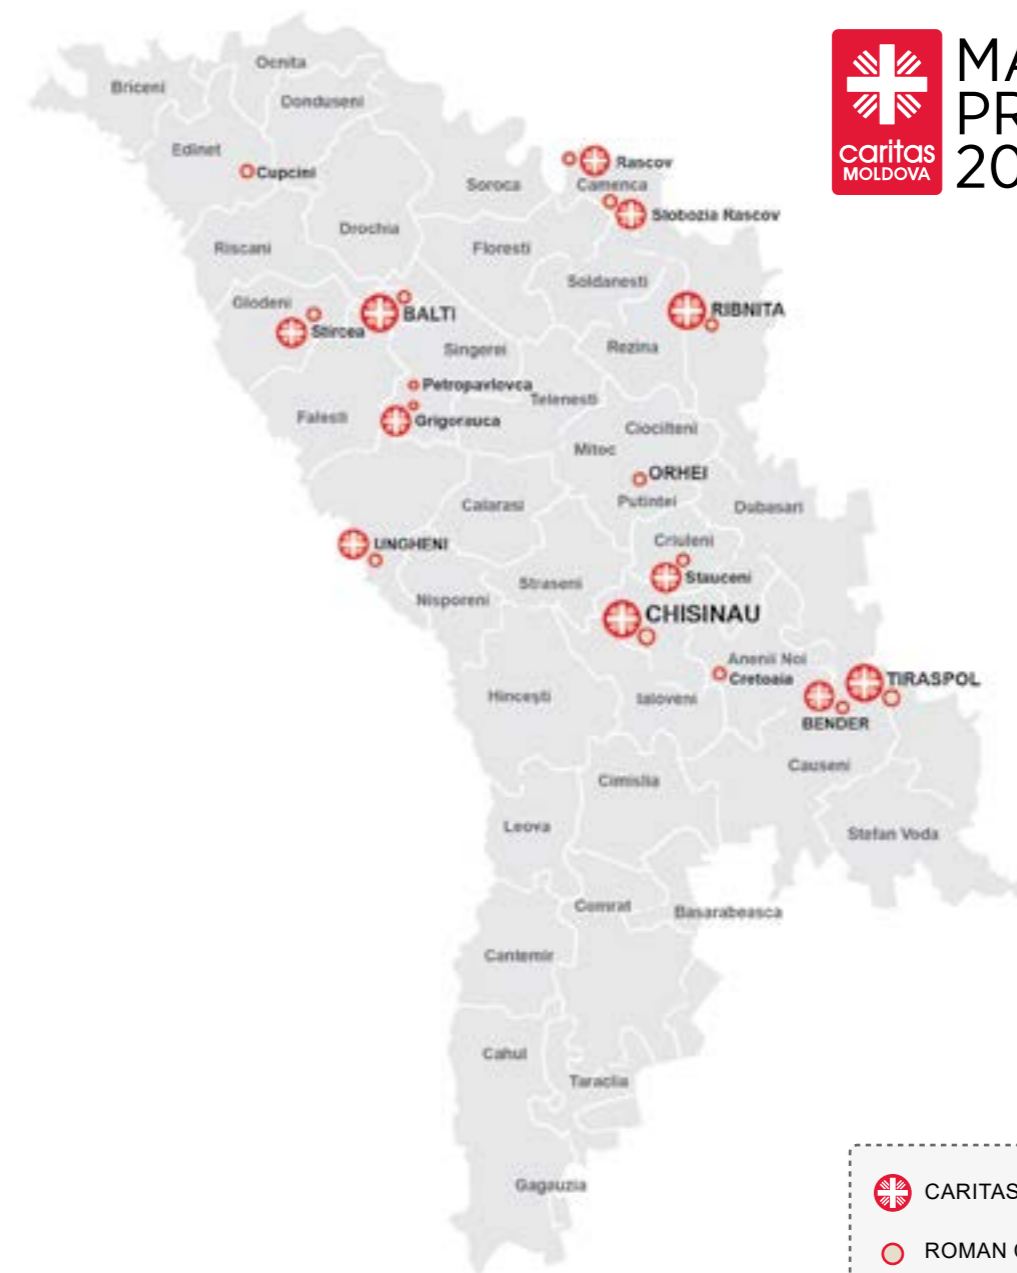 MA
PR
20
caritas
MOLDOVA
Ocnita
Briceni
Donduseni
Edinet
Cupcini
Rascov
Soroca
Camenca
Slobozia Rascov
Drochia
Riscani
Floresti
Soldanesti
Glodeni
BALTI
RIBNITA
Stircea
Singerei
Rezina
Petropavlovca
Telenesti
Falesti
Grigorauca
Ciocilteni
Mitoc
ORHEI
Putintei
Calarasi
Dubasari
UNGHENI
Criuleni
Stauceni
Straseni
Nisporeni
CHISINAU
Anenii Noi
Cretoaia
TIRASPOL
Hincești
Ialoveni
BENDER
Causeni
Cimislia
Leova
Stefan Voda
Comrat
Basarabeasca
Cantemir
Cahul
Taraclia
Gagauzia
CARITAS
ROMAN